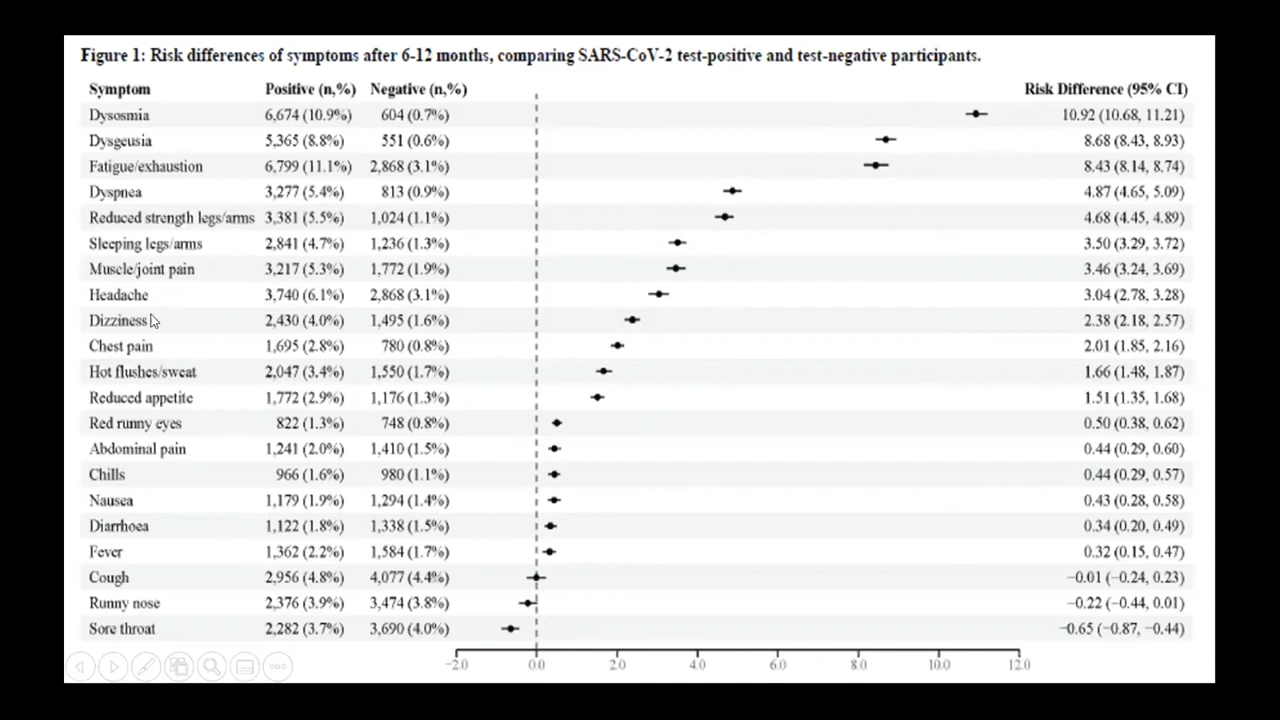 Figure 1: Risk differences of symptoms after 6-12 months, comparing SARS-CoV-2 test-positive and test-negative participants.
Symptom Positive (n,%) Negative (n,%) Risk Difference (95% CI)
Dysosmia 6,674 (10.9%) 604 (0.7%) 10.92 (10.68, 11.21)
Dysgeusia 5,365 (8.8%) 551 (0.6%) 8.68 (8.43, 8.93)
Fatigue/exhaustion 6,799 (11.1%) 2,868 (3.1%) 8.43 (8.14, 8.74)
Dyspnea 3,277 (5.4%) 813 (0.9%) 4.87 (4.65, 5.09)
Reduced strength legs/arms 3,381 (5.5%) 1,024 (1.1%) 4.68 (4.45, 4.89)
Sleeping legs/arms 2,841 (4.7%) 1,236 (1.3%) 3.50 (3.29, 3.72)
Muscle/joint pain 3,217 (5.3%) 1,772 (1.9%) 3.46 (3.24, 3.69)
Headache 3,740 (6.1%) 2,868 (3.1%) 3.04 (2.78, 3.28)
Dizziness 2,430 (4.0%) 1,495 (1.6%) 2.38 (2.18, 2.57)
Chest pain 1,695 (2.8%) 780 (0.8%) 2.01 (1.85, 2.16)
Hot flushes/sweat 2,047 (3.4%) 1,550 (1.7%) 1.66 (1.48, 1.87)
Reduced appetite 1,772 (2.9%) 1,176 (1.3%) 1.51 (1.35, 1.68)
Red runny eyes 822 (1.3%) 748 (0.8%) 0.50 (0.38, 0.62)
Abdominal pain 1,241 (2.0%) 1,410 (1.5%) 0.44 (0.29, 0.60)
Chills 966 (1.6%) 980 (1.1%) 0.44 (0.29, 0.57)
Nausea 1,179 (1.9%) 1,294 (1.4%) 0.43 (0.28, 0.58)
Diarrhoea 1,122 (1.8%) 1,338 (1.5%) 0.34 (0.20, 0.49)
Fever 1,362 (2.2%) 1,584 (1.7%) 0.32 (0.15, 0.47)
Cough 2,956 (4.8%) 4,077 (4.4%) −0.01 (−0.24, 0.23)
Runny nose 2,376 (3.9%) 3,474 (3.8%) −0.22 (−0.44, 0.01)
Sore throat 2,282 (3.7%) 3,690 (4.0%) −0.65 (−0.87, −0.44)
−2.0 0.0 2.0 4.0 6.0 8.0 10.0 12.0